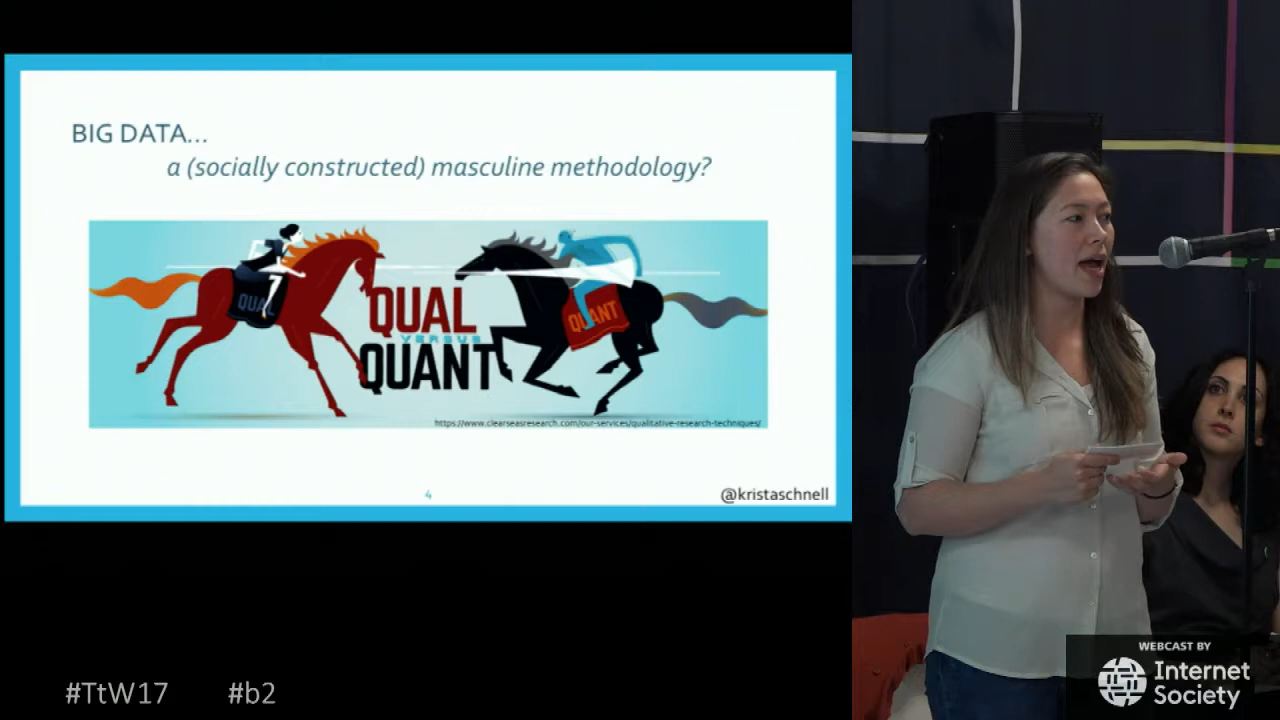 BIG DATA...
a (socially constructed) masculine methodology?
QUAL
QUANT
QUAL
VERSUS
QUANT
https://www.clearseasresearch.com/our-services/qualitative-research-techniques/
4
@kristaschnell
#TtW17 #b2
WEBCAST BY
Internet
Society